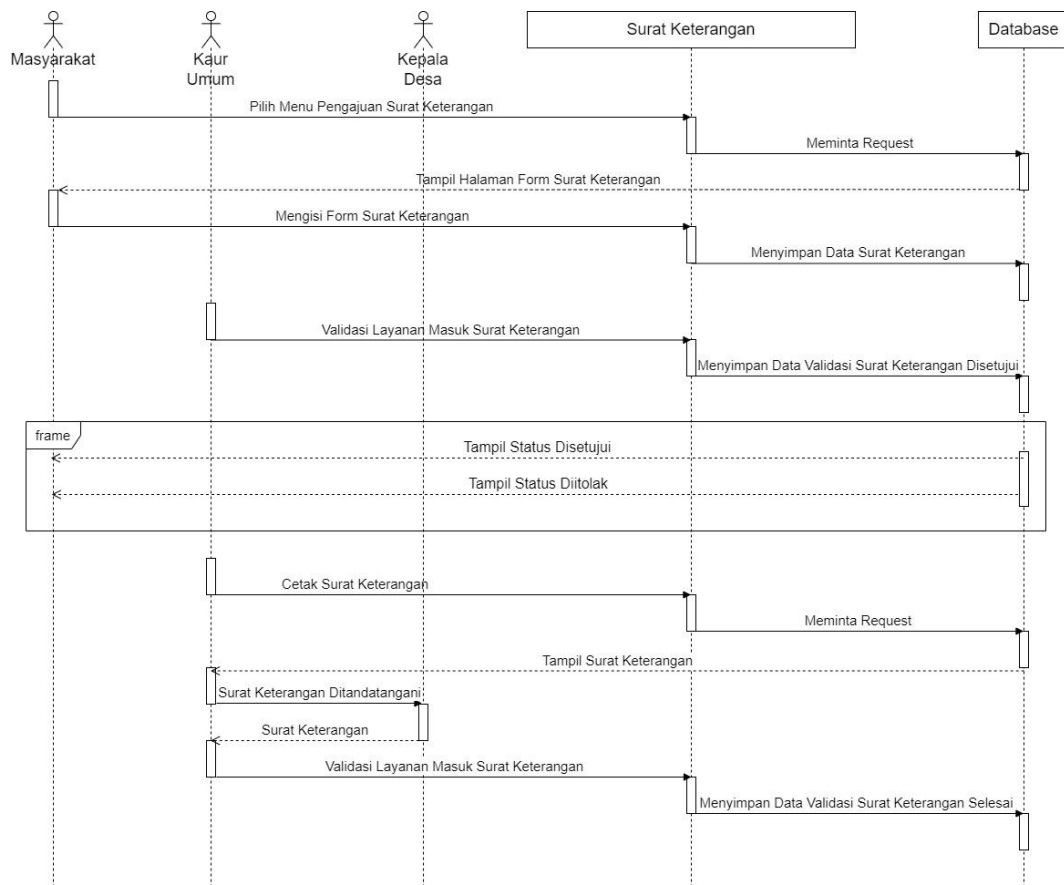 Masyarakat
Kaur
Umum
Kepala
Desa
Surat Keterangan
Database
Pilih Menu Pengajuan Surat Keterangan
Meminta Request
Tampil Halaman Form Surat Keterangan
Mengisi Form Surat Keterangan
Menyimpan Data Surat Keterangan
Validasi Layanan Masuk Surat Keterangan
Menyimpan Data Validasi Surat Keterangan Disetujui
frame
Tampil Status Disetujui
Tampil Status Diitolak
Cetak Surat Keterangan
Meminta Request
Tampil Surat Keterangan
Surat Keterangan Ditandatangani
Surat Keterangan
Validasi Layanan Masuk Surat Keterangan
Menyimpan Data Validasi Surat Keterangan Selesai